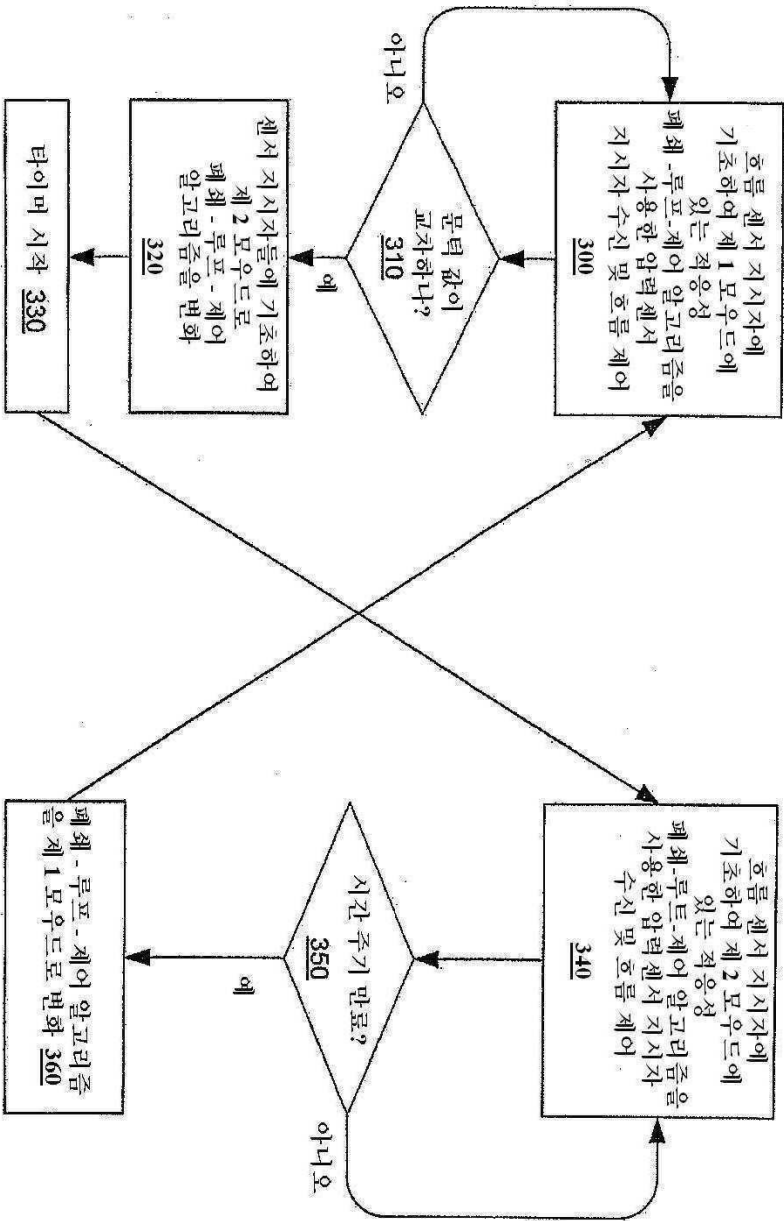 흐름 센서 지시자에
기초하여 제 1 모우드에
있는 적응성
폐쇄 -루프-제어 알고리즘을
사용한 압력센서
지시자 수신 및 흐름 제어
300
아니요
문턱 값이
교차하나?
310
예
센서 지시자들에 기초하여
제 2 모우드로
폐쇄 - 루프 - 제어
알고리즘을 변화
320
타이머 시작 330
흐름 센서 지시자에
기초하여 제 2 모우드에
있는 적응성
폐쇄-루트-제어 알고리즘을
사용한 압력센서 지시자
수신 및 흐름 제어
340
시간 주기 만료?
350
아니요
예
폐쇄 - 루프 - 제어 알고리즘
을 제 1 모우드로 변화 360